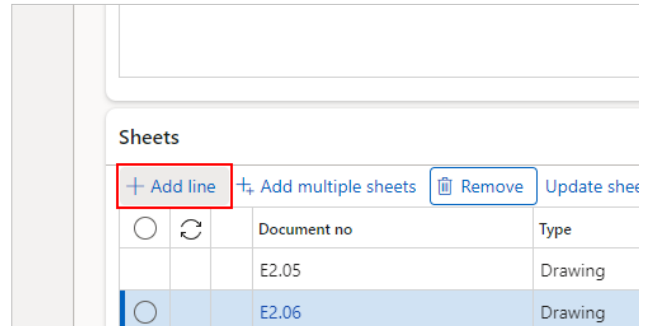 Sheets
Add line Add multiple sheets Remove Update shee
Document no Type
E2.05 Drawing
E2.06 Drawing